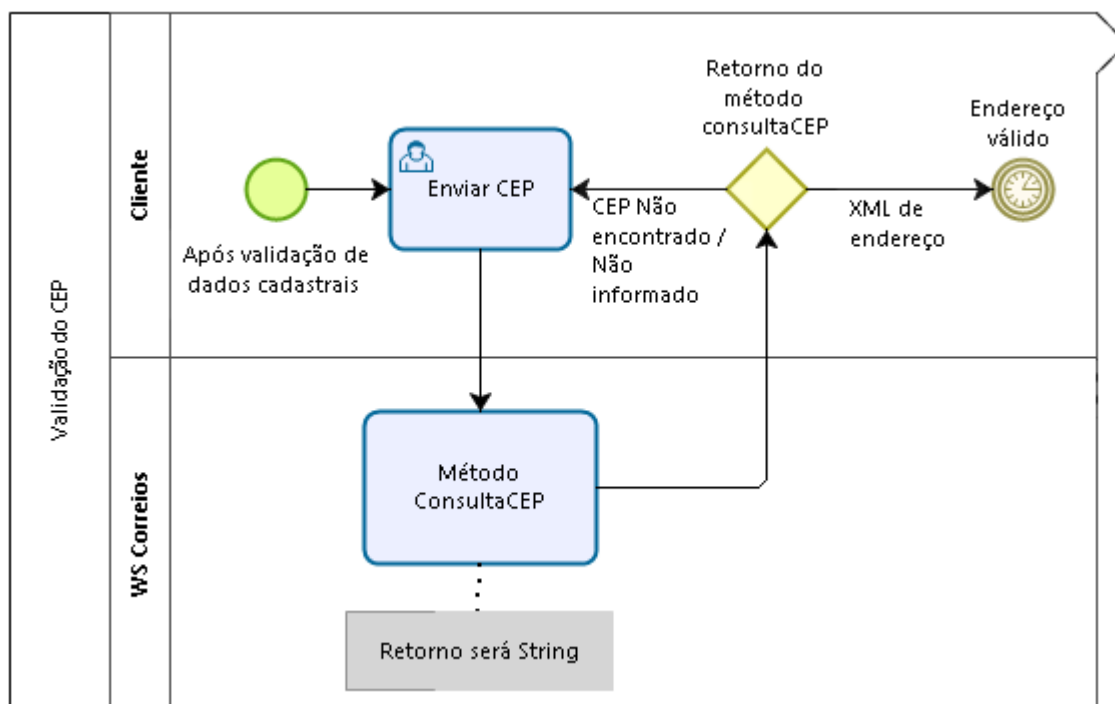 Validação do CEP
Cliente
Após validação de
dados cadastrais
Enviar CEP
CEP Não
encontrado /
Não
informado
Retorno do
método
consultaCEP
XML de
endereço
Endereço
válido
WS Correios
Método
ConsultaCEP
Retorno será String